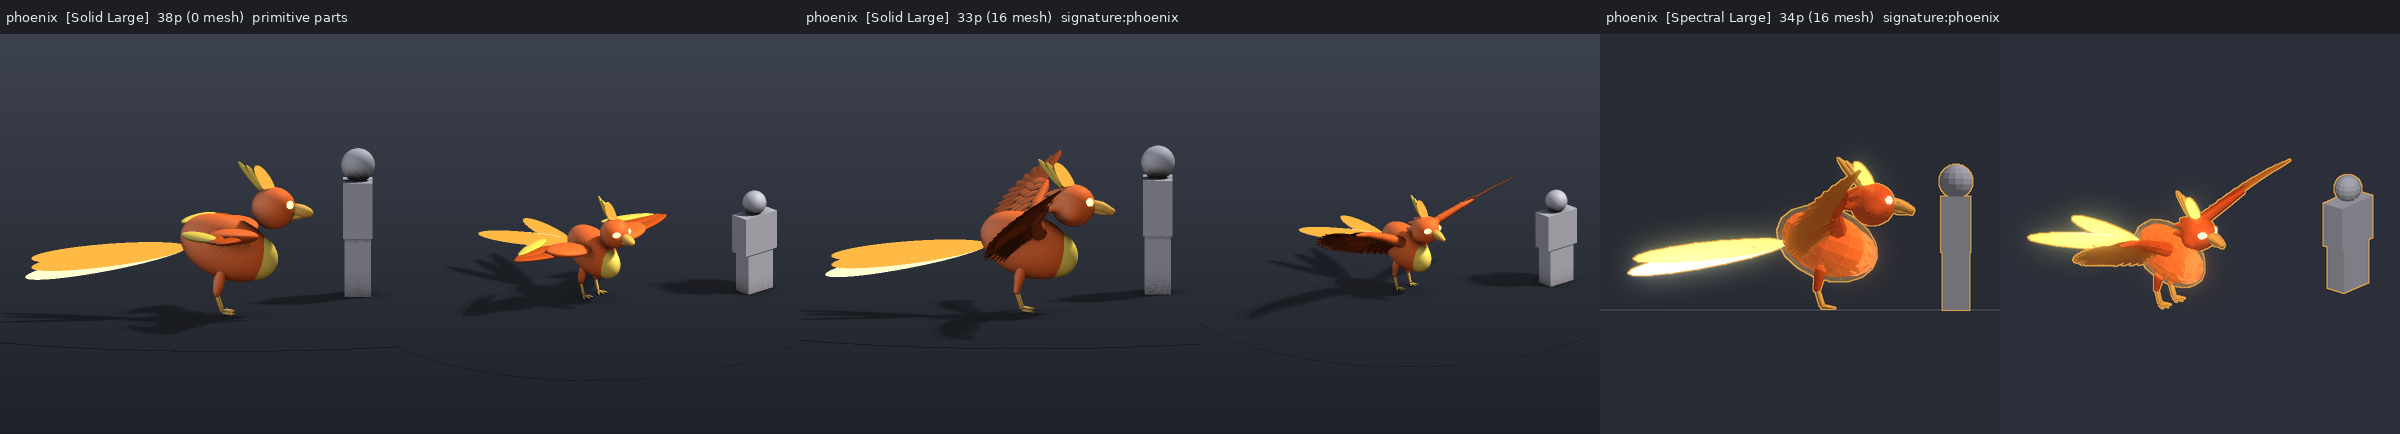 phoenix  [Solid Large]  38p (0 mesh)  primitive parts
phoenix  [Solid Large]  33p (16 mesh)  signature:phoenix
phoenix  [Spectral Large]  34p (16 mesh)  signature:phoenix